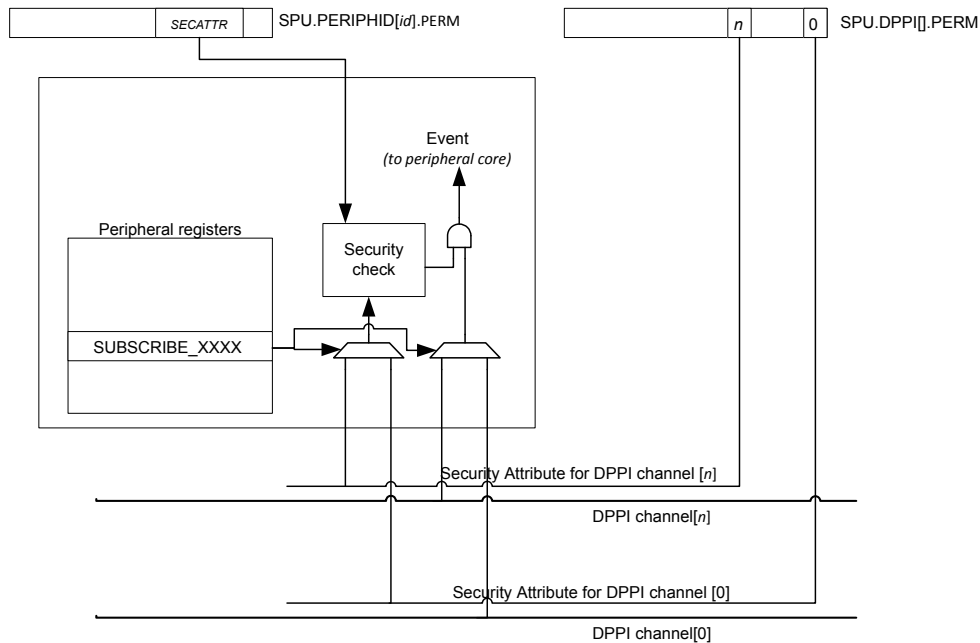 SECATTR
SPU.PERIPHID[id].PERM
n
0
SPU.DPPI[].PERM
Event
(to peripheral core)
Peripheral registers
Security
check
SUBSCRIBE_XXXX
Security Attribute for DPPI channel [n]
DPPI channel[n]
Security Attribute for DPPI channel [0]
DPPI channel[0]